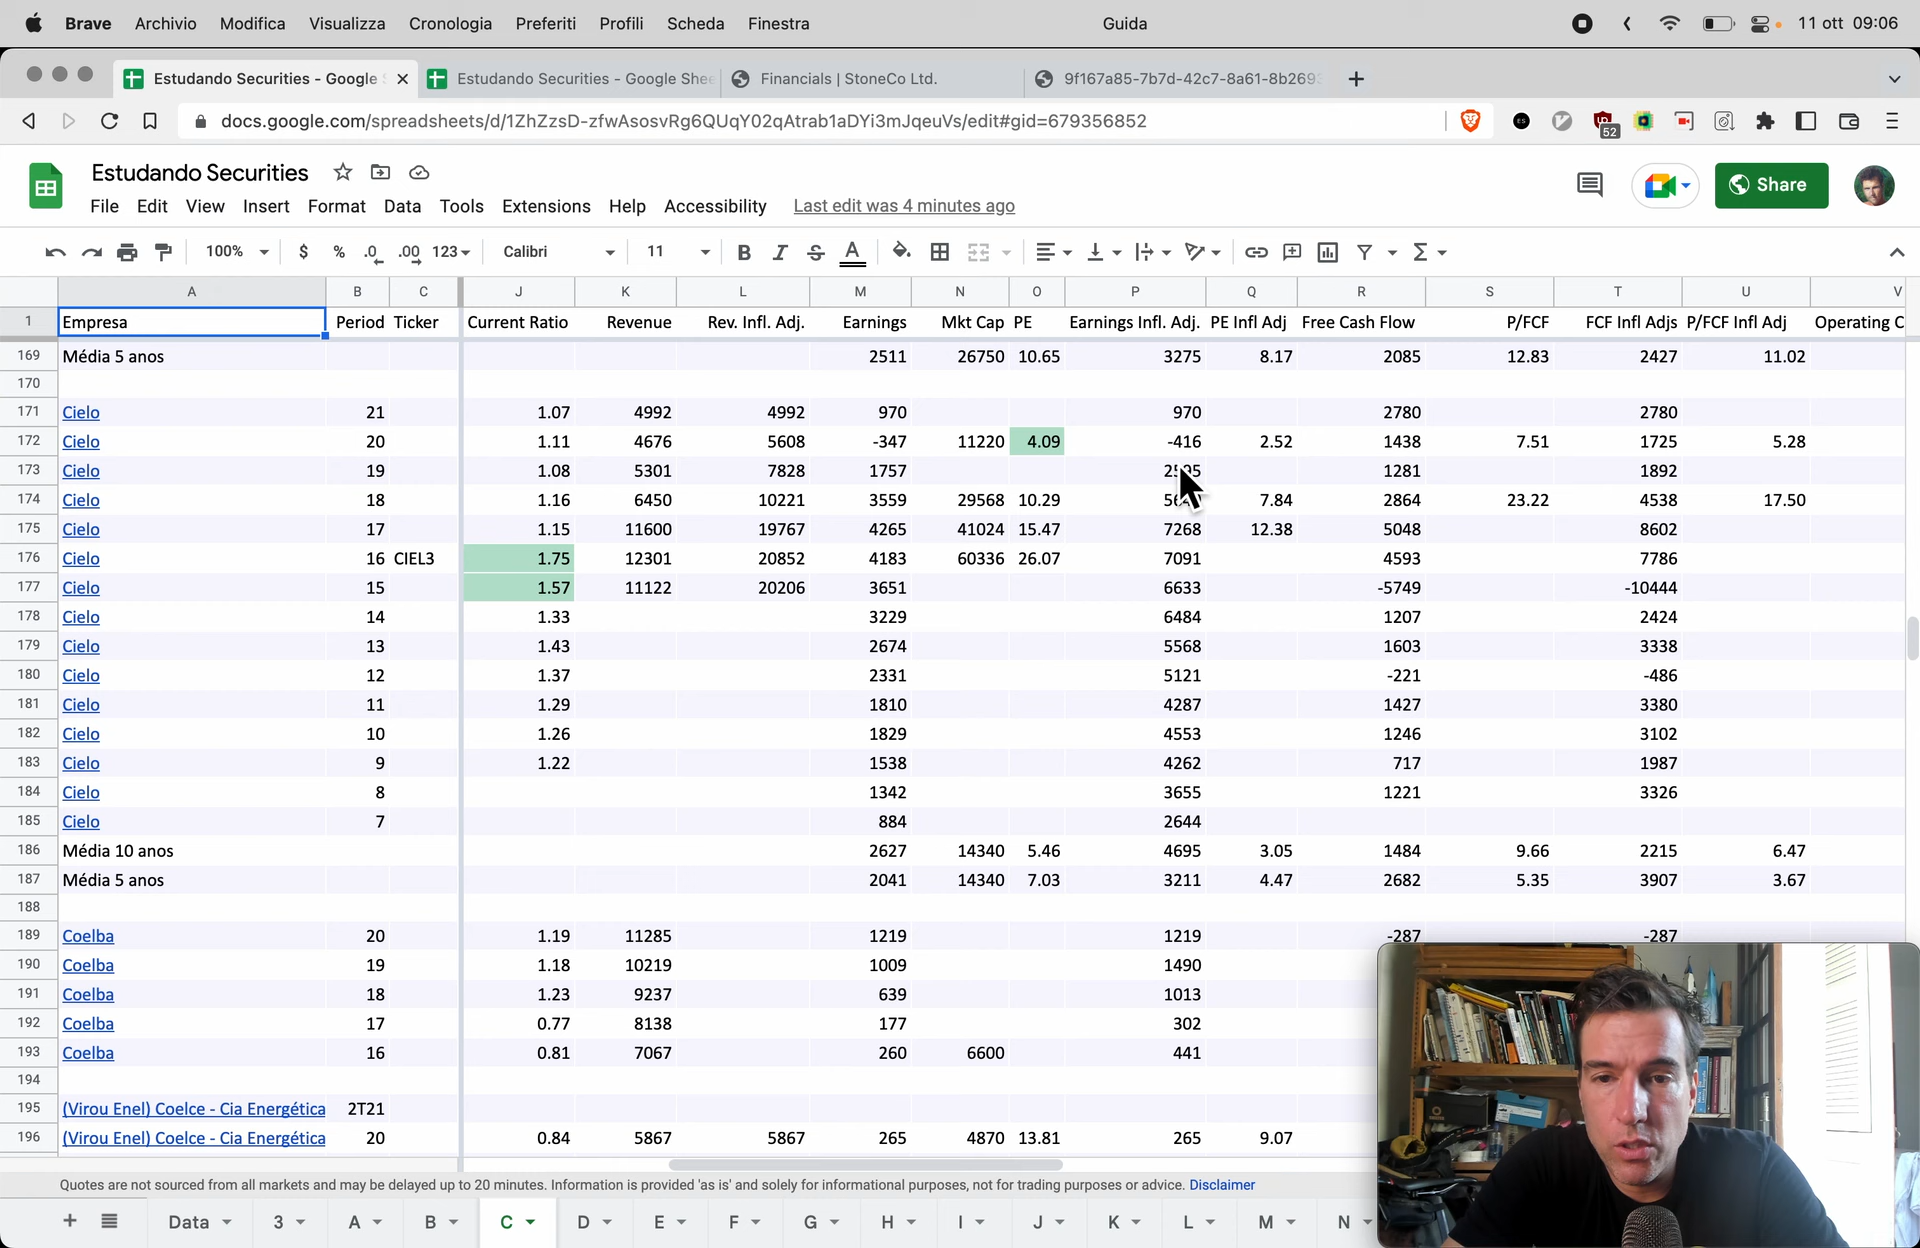 Brave Archivio Modifica Visualizza Cronologia Preferiti Profili Scheda Finestra Guida 11 ott 09:06
Estudando Securities - Google S Estudando Securities - Google Shee Financials | StoneCo Ltd. 9f167a85-7b7d-42c7-8a61-8b2693
docs.google.com/spreadsheets/d/1ZhZzsD-zfwAsosvRg6QUqY02qAtrab1aDYi3mJqeuVs/edit#gid=679356852 52
Estudando Securities Share
File Edit View Insert Format Data Tools Extensions Help Accessibility Last edit was 4 minutes ago
100% $ % .0 .00 123 Calibri 11 B I S A
A B C J K L M N O P Q R S T U V
1 Empresa Period Ticker Current Ratio Revenue Rev. Infl. Adj. Earnings Mkt Cap PE Earnings Infl. Adj. PE Infl Adj Free Cash Flow P/FCF FCF Infl Adjs P/FCF Infl Adj Operating C
169 Média 5 anos 2511 26750 10.65 3275 8.17 2085 12.83 2427 11.02
170
171 Cielo 21 1.07 4992 4992 970 970 2780 2780
172 Cielo 20 1.11 4676 5608 -347 11220 4.09 -416 2.52 1438 7.51 1725 5.28
173 Cielo 19 1.08 5301 7828 1757 1281 1892
174 Cielo 18 1.16 6450 10221 3559 29568 10.29 7.84 2864 23.22 4538 17.50
175 Cielo 17 1.15 11600 19767 4265 41024 15.47 7268 12.38 5048 8602
176 Cielo 16 CIEL3 1.75 12301 20852 4183 60336 26.07 7091 4593 7786
177 Cielo 15 1.57 11122 20206 3651 6633 -5749 -10444
178 Cielo 14 1.33 3229 6484 1207 2424
179 Cielo 13 1.43 2674 5568 1603 3338
180 Cielo 12 1.37 2331 5121 -221 -486
181 Cielo 11 1.29 1810 4287 1427 3380
182 Cielo 10 1.26 1829 4553 1246 3102
183 Cielo 9 1.22 1538 4262 717 1987
184 Cielo 8 1342 3655 1221 3326
185 Cielo 7 884 2644
186 Média 10 anos 2627 14340 5.46 4695 3.05 1484 9.66 2215 6.47
187 Média 5 anos 2041 14340 7.03 3211 4.47 2682 5.35 3907 3.67
188
189 Coelba 20 1.19 11285 1219 1219 -287 -287
190 Coelba 19 1.18 10219 1009 1490
191 Coelba 18 1.23 9237 639 1013
192 Coelba 17 0.77 8138 177 302
193 Coelba 16 0.81 7067 260 6600 441
194
195 (Virou Enel) Coelce - Cia Energética 2T21
196 (Virou Enel) Coelce - Cia Energética 20 0.84 5867 5867 265 4870 13.81 265 9.07
Quotes are not sourced from all markets and may be delayed up to 20 minutes. Information is provided 'as is' and solely for informational purposes, not for trading purposes or advice. Disclaimer
+ Data 3 A B C D E F G H I J K L M N